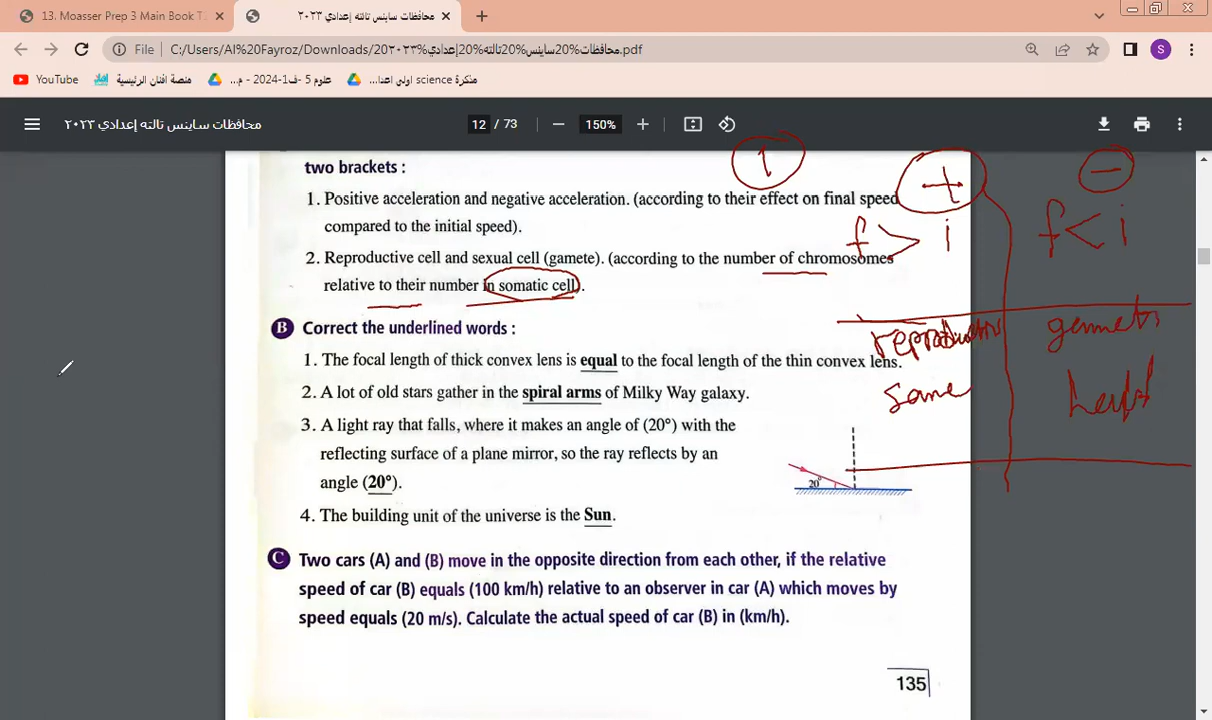 13. Moasser Prep 3 Main Book T
محافظات ساينس تالته إعدادي ٢٠٢٣
File
C:/Users/Al%20Fayroz/Downloads/محافظات%20ساينس%20تالته%20إعدادي%20٢٠٢٣.pdf
S
YouTube
منصة أفنان الرئيسية
علوم 5 -ف1-2024 - م...
مذكرة science اولي اعدا...
محافظات ساينس تالته إعدادي ٢٠٢٣
12 / 73
150%
two brackets :
1. Positive acceleration and negative acceleration. (according to their effect on final speed
compared to the initial speed).
2. Reproductive cell and sexual cell (gamete). (according to the number of chromosomes
relative to their number in somatic cell).
+
−
f > i
f < i
same
B Correct the underlined words :
1. The focal length of thick convex lens is equal to the focal length of the thin convex lens.
2. A lot of old stars gather in the spiral arms of Milky Way galaxy.
3. A light ray that falls, where it makes an angle of (20°) with the
reflecting surface of a plane mirror, so the ray reflects by an
angle (20°).
20°
4. The building unit of the universe is the Sun.
C Two cars (A) and (B) move in the opposite direction from each other, if the relative
speed of car (B) equals (100 km/h) relative to an observer in car (A) which moves by
speed equals (20 m/s). Calculate the actual speed of car (B) in (km/h).
135